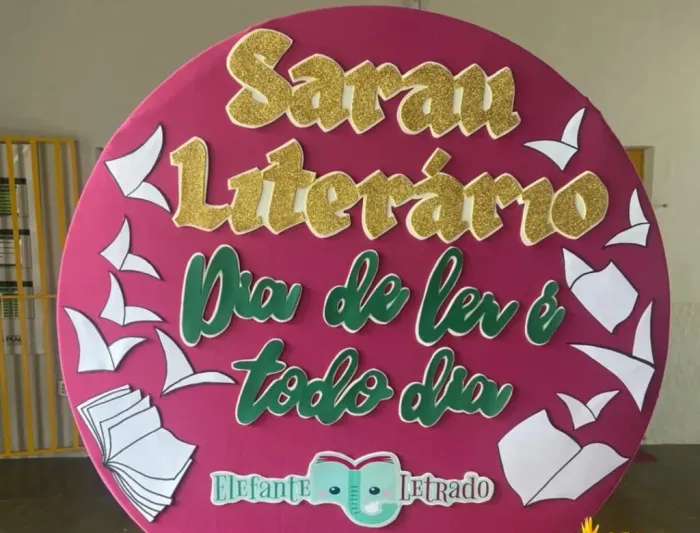 Sarau
Literário
Dia de ler é
todo dia
Elefante Letrado